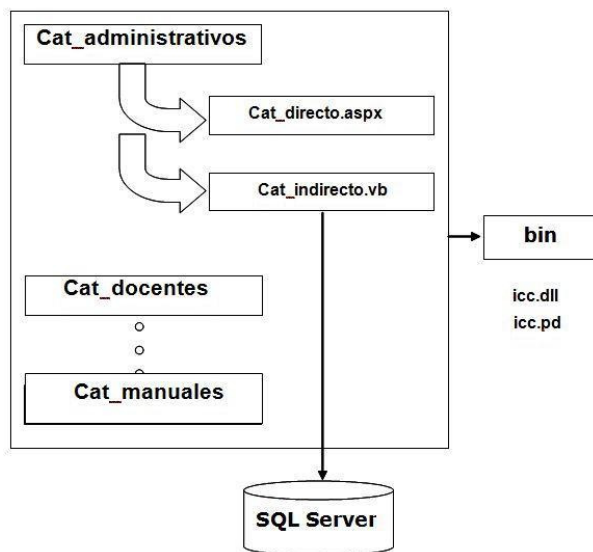 Cat_administrativos
Cat_directo.aspx
Cat_indirecto.vb
bin
icc.dll
icc.pd
Cat_docentes
Cat_manuales
SQL Server